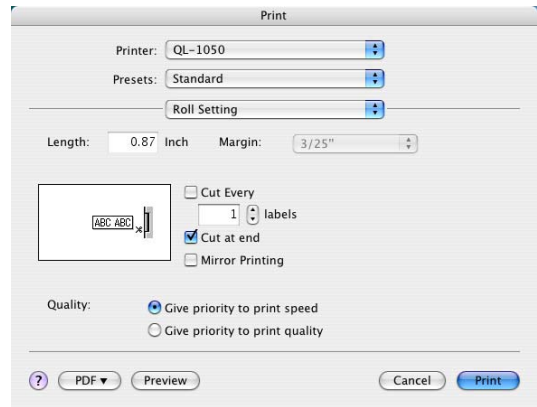 Print
Printer: QL-1050
Presets: Standard
Roll Setting
Length: 0.87 Inch Margin: 3/25"
Cut Every
1 labels
ABC ABC
Cut at end
Mirror Printing
Quality: Give priority to print speed
Give priority to print quality
? PDF ▼ Preview Cancel Print